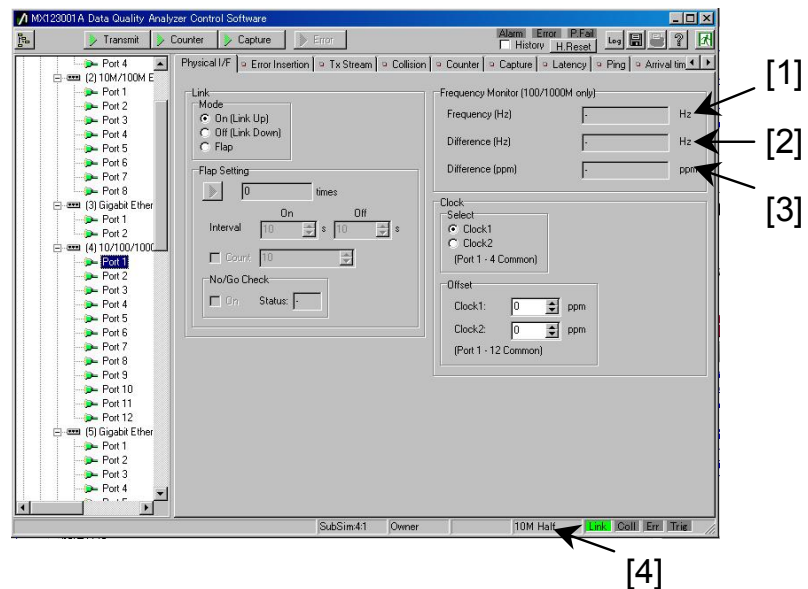 MX123001A Data Quality Analyzer Control Software
Transmit Counter Capture Error
Alarm Error P.Fail
History H.Reset
Log ?
Physical I/F Error Insertion Tx Stream Collision Counter Capture Latency Ping Arrival tim
Port 4
(2) 10M/100M E
Port 1
Port 2
Port 3
Port 4
Port 5
Port 6
Port 7
Port 8
(3) Gigabit Ether
Port 1
Port 2
(4) 10/100/1000
Port 1
Port 2
Port 3
Port 4
Port 5
Port 6
Port 7
Port 8
Port 9
Port 10
Port 11
Port 12
(5) Gigabit Ether
Port 1
Port 2
Port 3
Port 4
Link
Mode
On (Link Up)
Off (Link Down)
Flap
Flap Setting
0 times
On Off
Interval 10 s 10 s
Count 10
No/Go Check
On Status: -
Frequency Monitor (100/1000M only)
Frequency (Hz) - Hz
Difference (Hz) - Hz
Difference (ppm) - ppm
Clock
Select
Clock1
Clock2
(Port 1 - 4 Common)
Offset
Clock1: 0 ppm
Clock2: 0 ppm
(Port 1 - 12 Common)
SubSim:4:1 Owner 10M Half Link Coll Err Trig
[1]
[2]
[3]
[4]